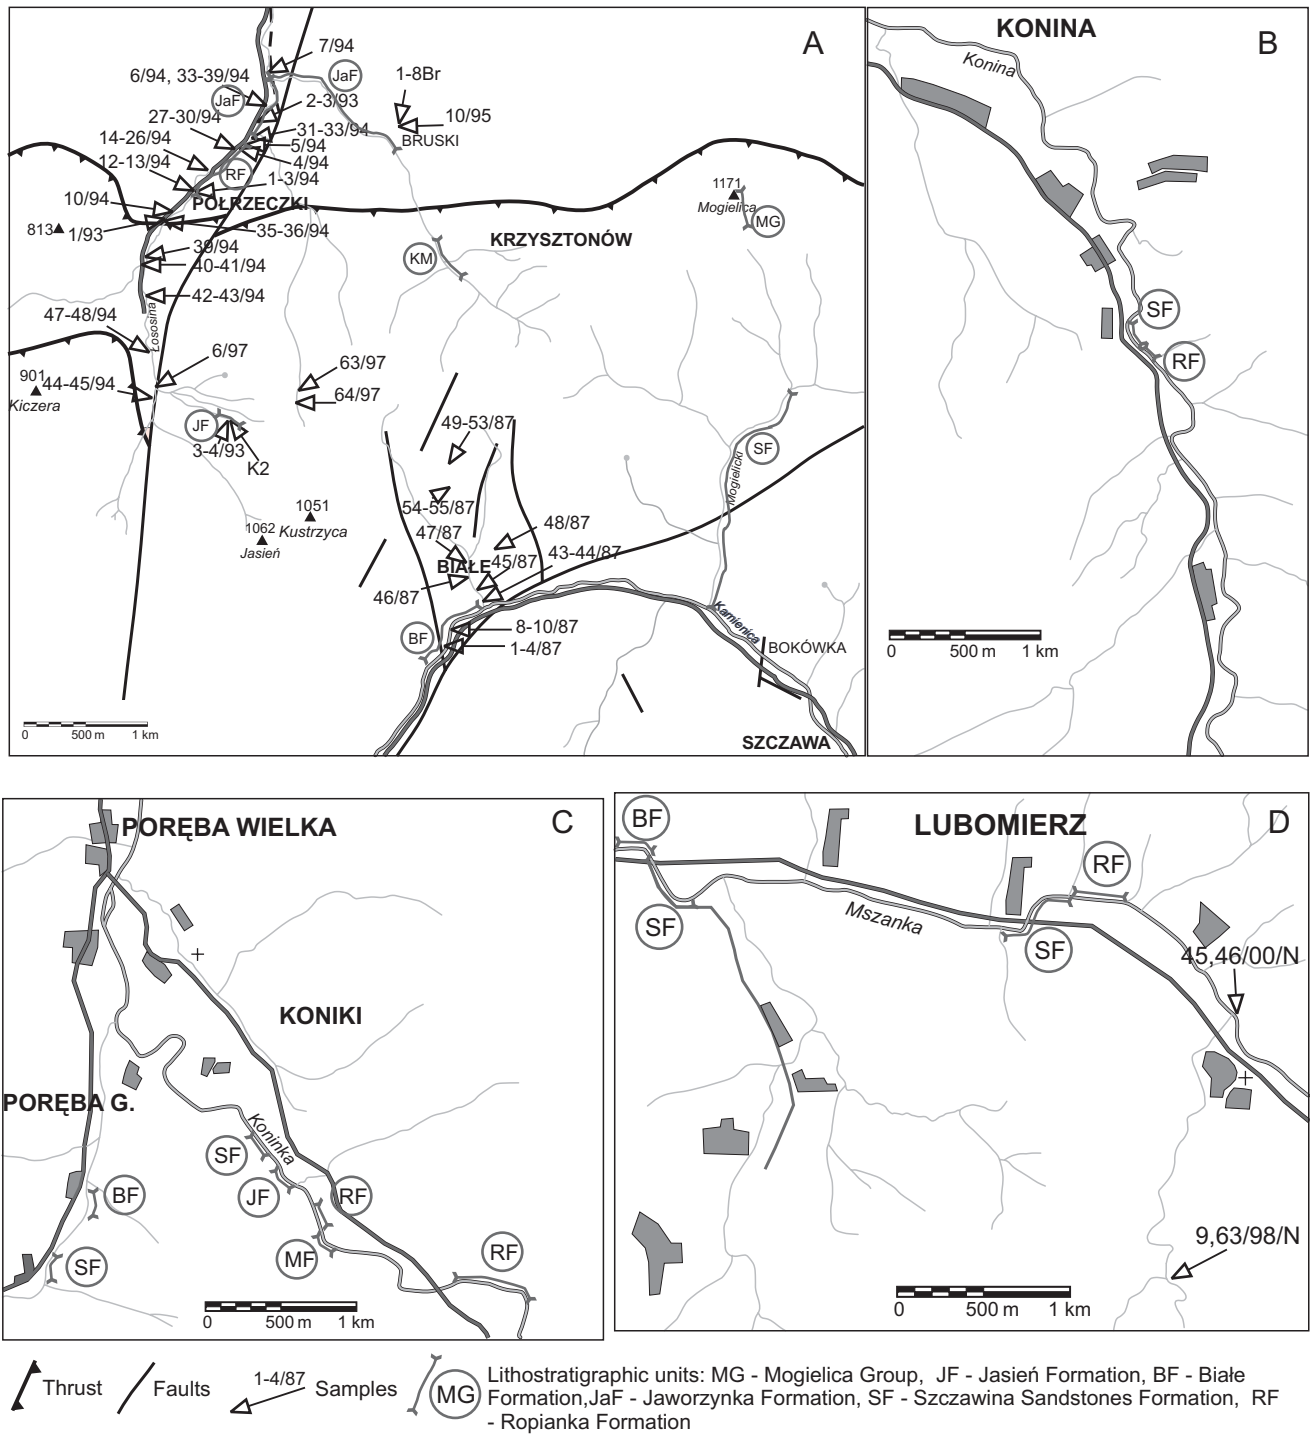 A
7/94
6/94, 33-39/94
JaF
1-8Br
JaF
2-3/93
10/95
27-30/94
31-33/94
BRUSKI
14-26/94
5/94
4/94
12-13/94
RF
1-3/94
1171
Mogielica
10/94
PÓŁRZECZKI
MG
813
1/93
35-36/94
KRZYSZTONÓW
39/94
KM
40-41/94
42-43/94
47-48/94
Łososina
6/97
63/97
901
Kiczera
44-45/94
64/97
JF
3-4/93
K2
49-53/87
SF
Mogielicki
54-55/87
1051
Kustrzyca
1062
Jasień
47/87
48/87
BIAŁE
45/87
43-44/87
46/87
BF
8-10/87
1-4/87
Kamienica
BOKÓWKA
SZCZAWA
0 500 m 1 km
KONINA
B
Konina
SF
RF
0 500 m 1 km
PORĘBA WIELKA
C
KONIKI
PORĘBA G.
Koninka
SF
BF
JF
RF
SF
MF
RF
0 500 m 1 km
BF
LUBOMIERZ
D
RF
Mszanka
SF
SF
45,46/00/N
9,63/98/N
0 500 m 1 km
Thrust
Faults
1-4/87
Samples
MG
Lithostratigraphic units: MG - Mogielica Group, JF - Jasień Formation, BF - Białe
Formation,JaF - Jaworzynka Formation, SF - Szczawina Sandstones Formation, RF
- Ropianka Formation